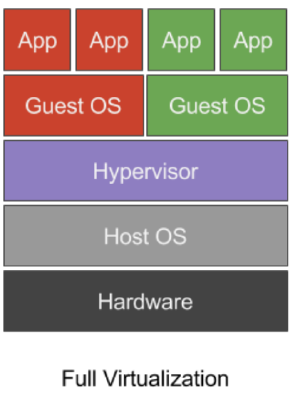 App App App App
Guest OS Guest OS
Hypervisor
Host OS
Hardware
Full Virtualization